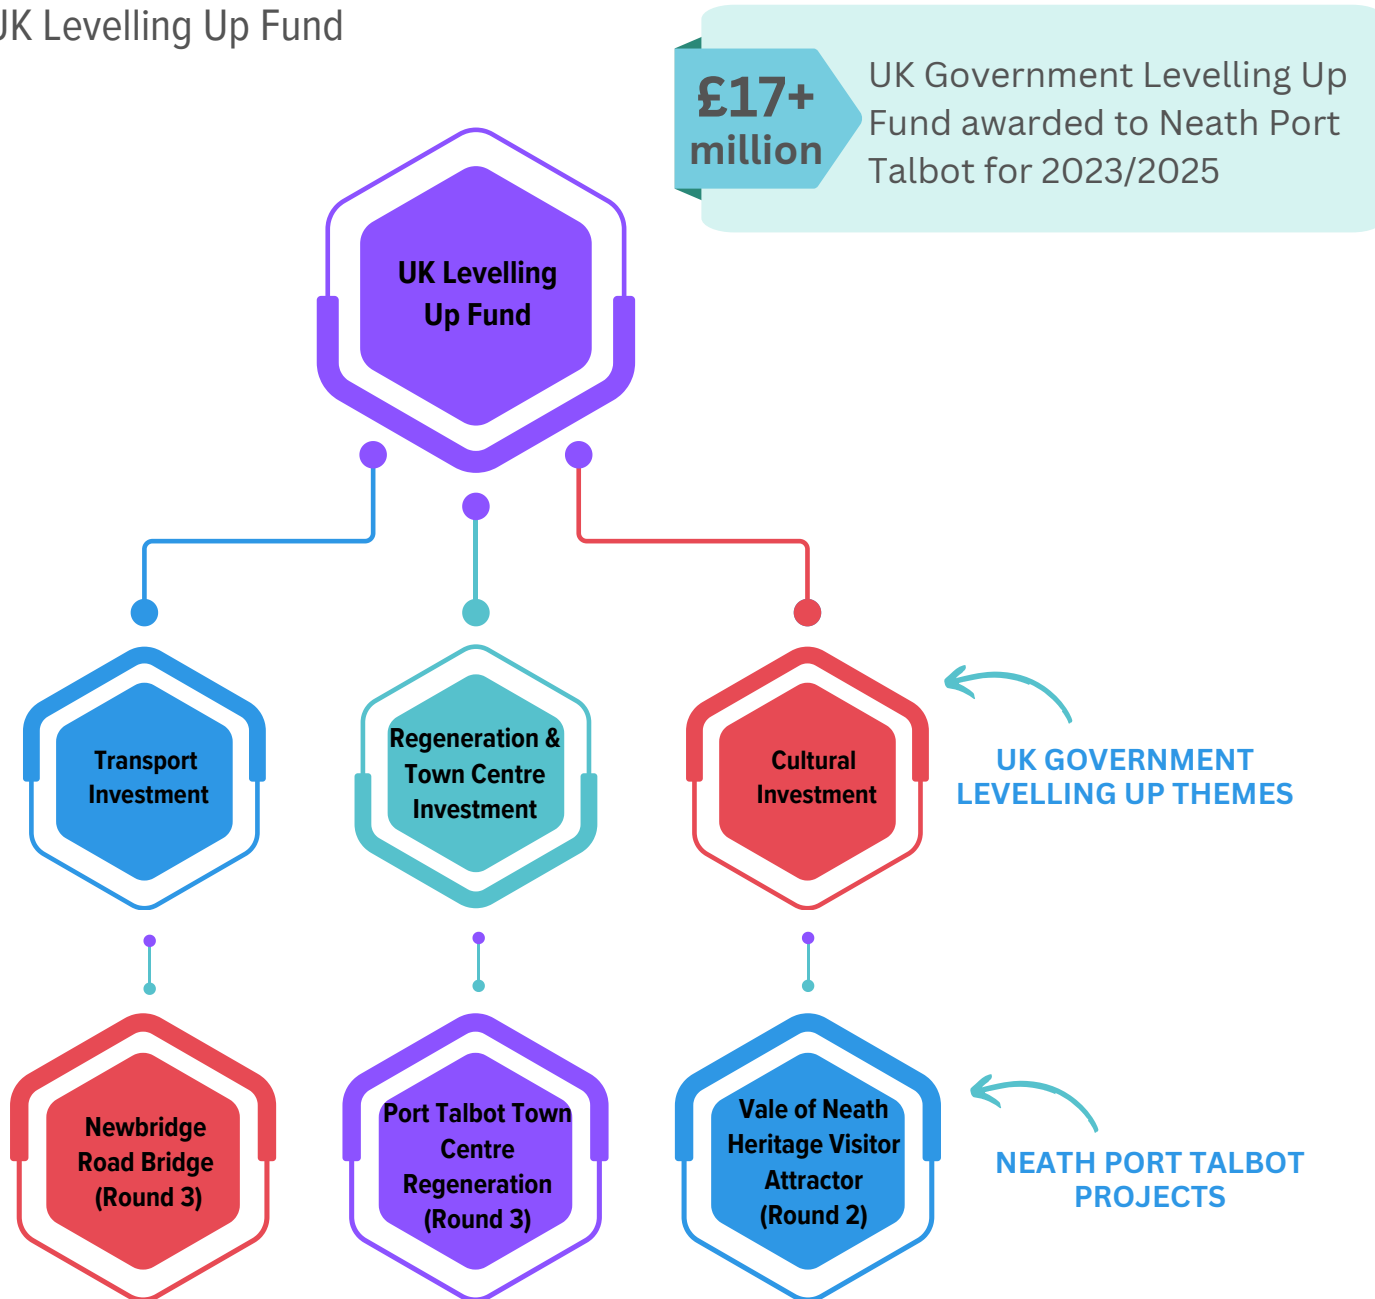 UK Levelling Up Fund
£17+
million
UK Government Levelling Up
Fund awarded to Neath Port
Talbot for 2023/2025
UK Levelling
Up Fund
Transport
Investment
Regeneration &
Town Centre
Investment
Cultural
Investment
UK GOVERNMENT
LEVELLING UP THEMES
Newbridge
Road Bridge
(Round 3)
Port Talbot Town
Centre
Regeneration
(Round 3)
Vale of Neath
Heritage Visitor
Attractor
(Round 2)
NEATH PORT TALBOT
PROJECTS